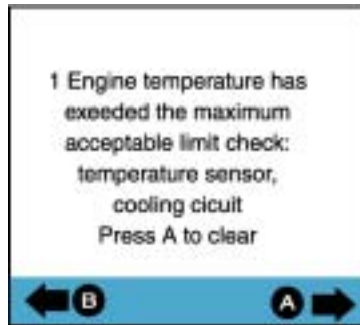 1 Engine temperature has
exeeded the maximum
acceptable limit check:
temperature sensor,
cooling cicuit
Press A to clear
B A